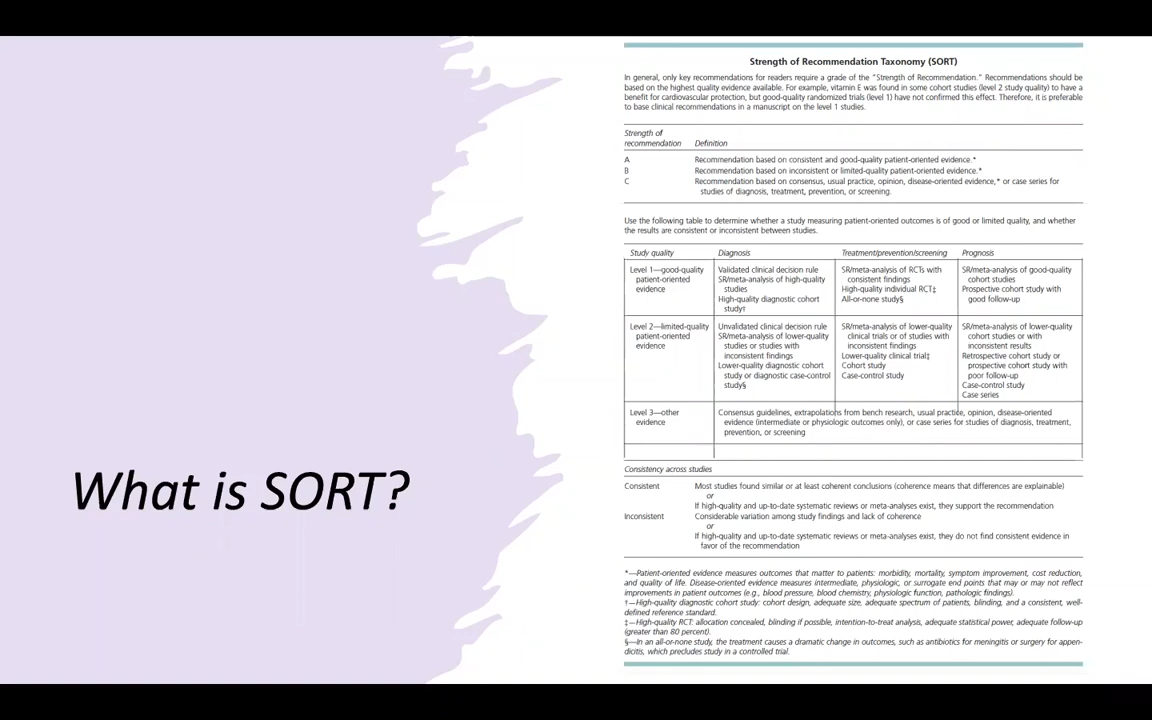 What is SORT?
Strength of Recommendation Taxonomy (SORT)
In general, only key recommendations for readers require a grade of the “Strength of Recommendation.” Recommendations should be
based on the highest quality evidence available. For example, vitamin E was found in some cohort studies (level 2 study quality) to have a
benefit for cardiovascular protection, but good-quality randomized trials (level 1) have not confirmed this effect. Therefore, it is preferable
to base clinical recommendations in a manuscript on the level 1 studies.
Strength of
recommendation Definition
A Recommendation based on consistent and good-quality patient-oriented evidence.*
B Recommendation based on inconsistent or limited-quality patient-oriented evidence.*
C Recommendation based on consensus, usual practice, opinion, disease-oriented evidence,* or case series for
studies of diagnosis, treatment, prevention, or screening.
Use the following table to determine whether a study measuring patient-oriented outcomes is of good or limited quality, and whether
the results are consistent or inconsistent between studies.
Study quality Diagnosis Treatment/prevention/screening Prognosis
Level 1—good-quality
patient-oriented
evidence
Validated clinical decision rule
SR/meta-analysis of high-quality
studies
High-quality diagnostic cohort
study†
SR/meta-analysis of RCTs with
consistent findings
High-quality individual RCT‡
All-or-none study§
SR/meta-analysis of good-quality
cohort studies
Prospective cohort study with
good follow-up
Level 2—limited-quality
patient-oriented
evidence
Unvalidated clinical decision rule
SR/meta-analysis of lower-quality
studies or studies with
inconsistent findings
Lower-quality diagnostic cohort
study or diagnostic case-control
study§
SR/meta-analysis of lower-quality
clinical trials or of studies with
inconsistent findings
Lower-quality clinical trial‡
Cohort study
Case-control study
SR/meta-analysis of lower-quality
cohort studies or with
inconsistent results
Retrospective cohort study or
prospective cohort study with
poor follow-up
Case-control study
Case series
Level 3—other
evidence
Consensus guidelines, extrapolations from bench research, usual practice, opinion, disease-oriented
evidence (intermediate or physiologic outcomes only), or case series for studies of diagnosis, treatment,
prevention, or screening
Consistency across studies
Consistent Most studies found similar or at least coherent conclusions (coherence means that differences are explainable)
or
If high-quality and up-to-date systematic reviews or meta-analyses exist, they support the recommendation
Inconsistent Considerable variation among study findings and lack of coherence
or
If high-quality and up-to-date systematic reviews or meta-analyses exist, they do not find consistent evidence in
favor of the recommendation
*—Patient-oriented evidence measures outcomes that matter to patients: morbidity, mortality, symptom improvement, cost reduction,
and quality of life. Disease-oriented evidence measures intermediate, physiologic, or surrogate end points that may or may not reflect
improvements in patient outcomes (e.g., blood pressure, blood chemistry, physiologic function, pathologic findings).
†—High-quality diagnostic cohort study: cohort design, adequate size, adequate spectrum of patients, blinding, and a consistent, well-
defined reference standard.
‡—High-quality RCT: allocation concealed, blinding if possible, intention-to-treat analysis, adequate statistical power, adequate follow-up
(greater than 80 percent).
§—In an all-or-none study, the treatment causes a dramatic change in outcomes, such as antibiotics for meningitis or surgery for appen-
dicitis, which precludes study in a controlled trial.